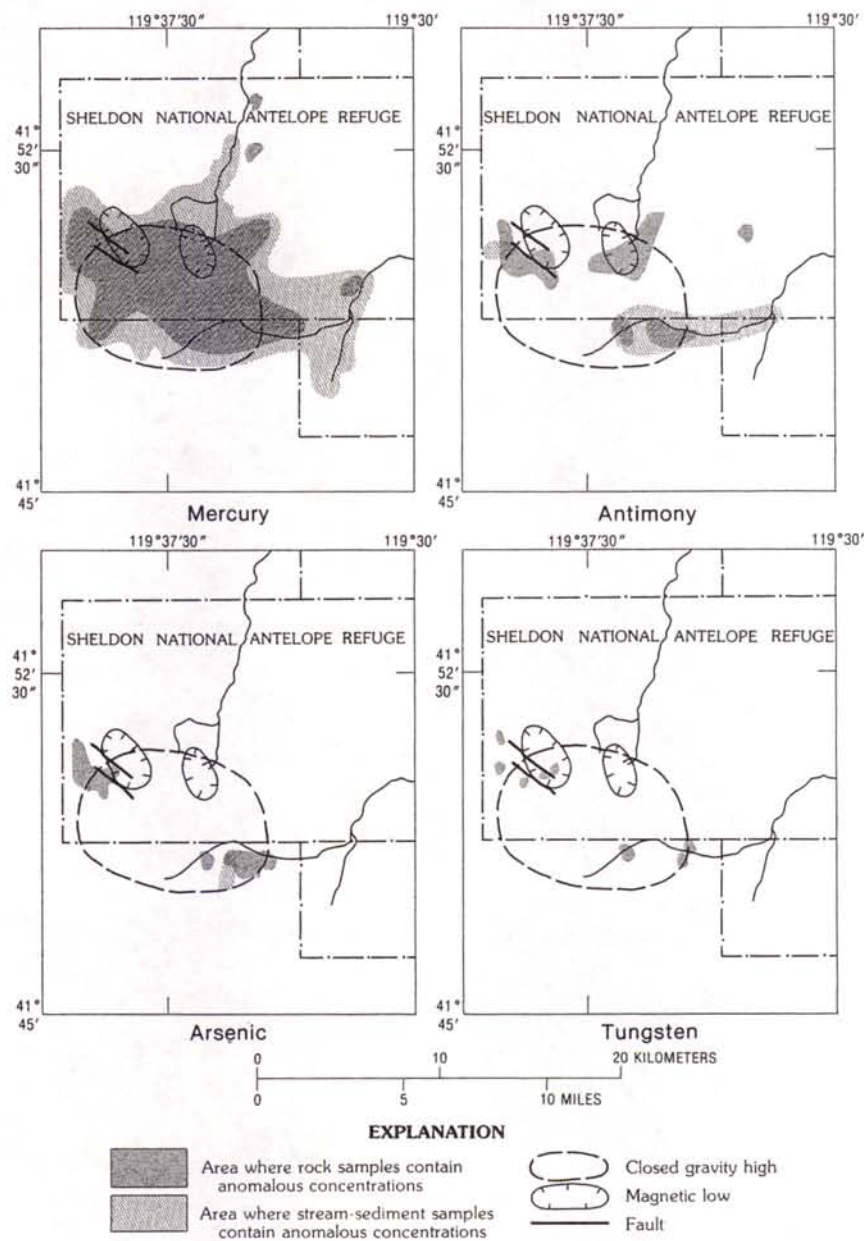 119°37'30" 119°30'
119°37'30" 119°30'
SHELDON NATIONAL ANTELOPE REFUGE
SHELDON NATIONAL ANTELOPE REFUGE
41°
52'
30"
41°
52'
30"
41°
45'
41°
45'
Mercury
Antimony
119°37'30" 119°30'
119°37'30" 119°30'
SHELDON NATIONAL ANTELOPE REFUGE
SHELDON NATIONAL ANTELOPE REFUGE
41°
52'
30"
41°
52'
30"
41°
45'
41°
45'
Arsenic
Tungsten
0 10 20 KILOMETERS
0 5 10 MILES
EXPLANATION
Area where rock samples contain
anomalous concentrations
Area where stream-sediment samples
contain anomalous concentrations
Closed gravity high
Magnetic low
Fault